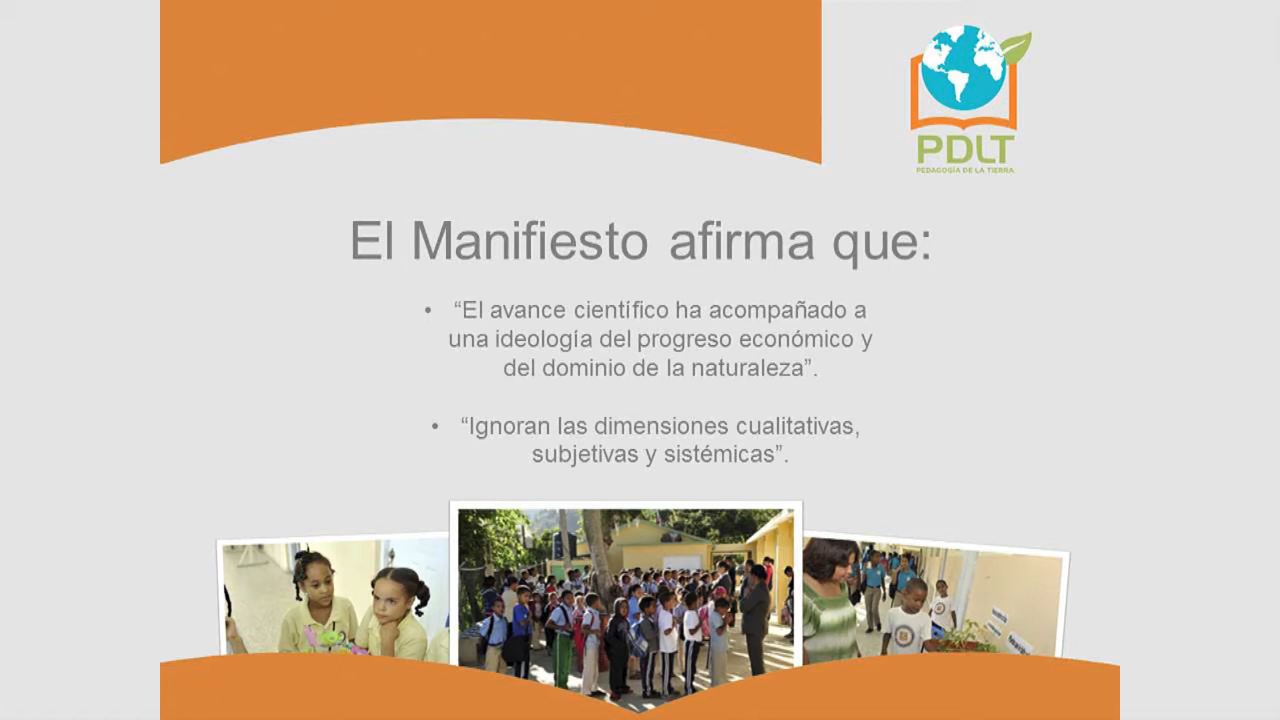 PDLT
PEDAGOGÍA DE LA TIERRA
El Manifiesto afirma que:
• “El avance científico ha acompañado a
una ideología del progreso económico y
del dominio de la naturaleza”.
• “Ignoran las dimensiones cualitativas,
subjetivas y sistémicas”.